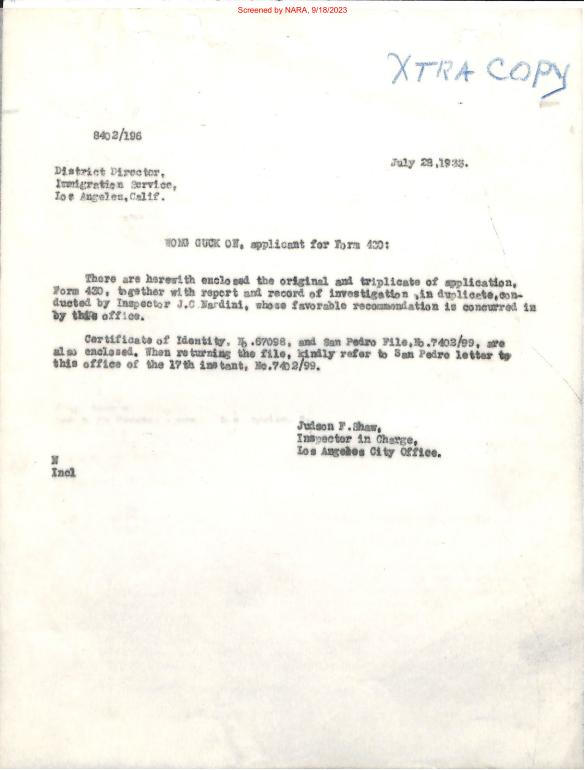 Screened by NARA, 9/18/2023
XTRA COPY
8402/196
July 28,1933.
District Director,
Immigration Service,
Los Angeles,Calif.
WONG GUCK ON, applicant for Form 430:
There are herewith enclosed the original and triplicate of application,
Form 430, together with report and record of investigation ,in duplicate,con-
ducted by Inspector J.C Nardini, whose favorable recommendation is concurred in
by this office.
Certificate of Identity. No.67098, and San Pedro File,No.7402/99, are
also enclosed. When returning the file, kindly refer to San Pedro letter to
this office of the 17th instant, No.7402/99.
Judson F.Shaw,
Inspector in Charge,
Los Angeles City Office.
N
Incl